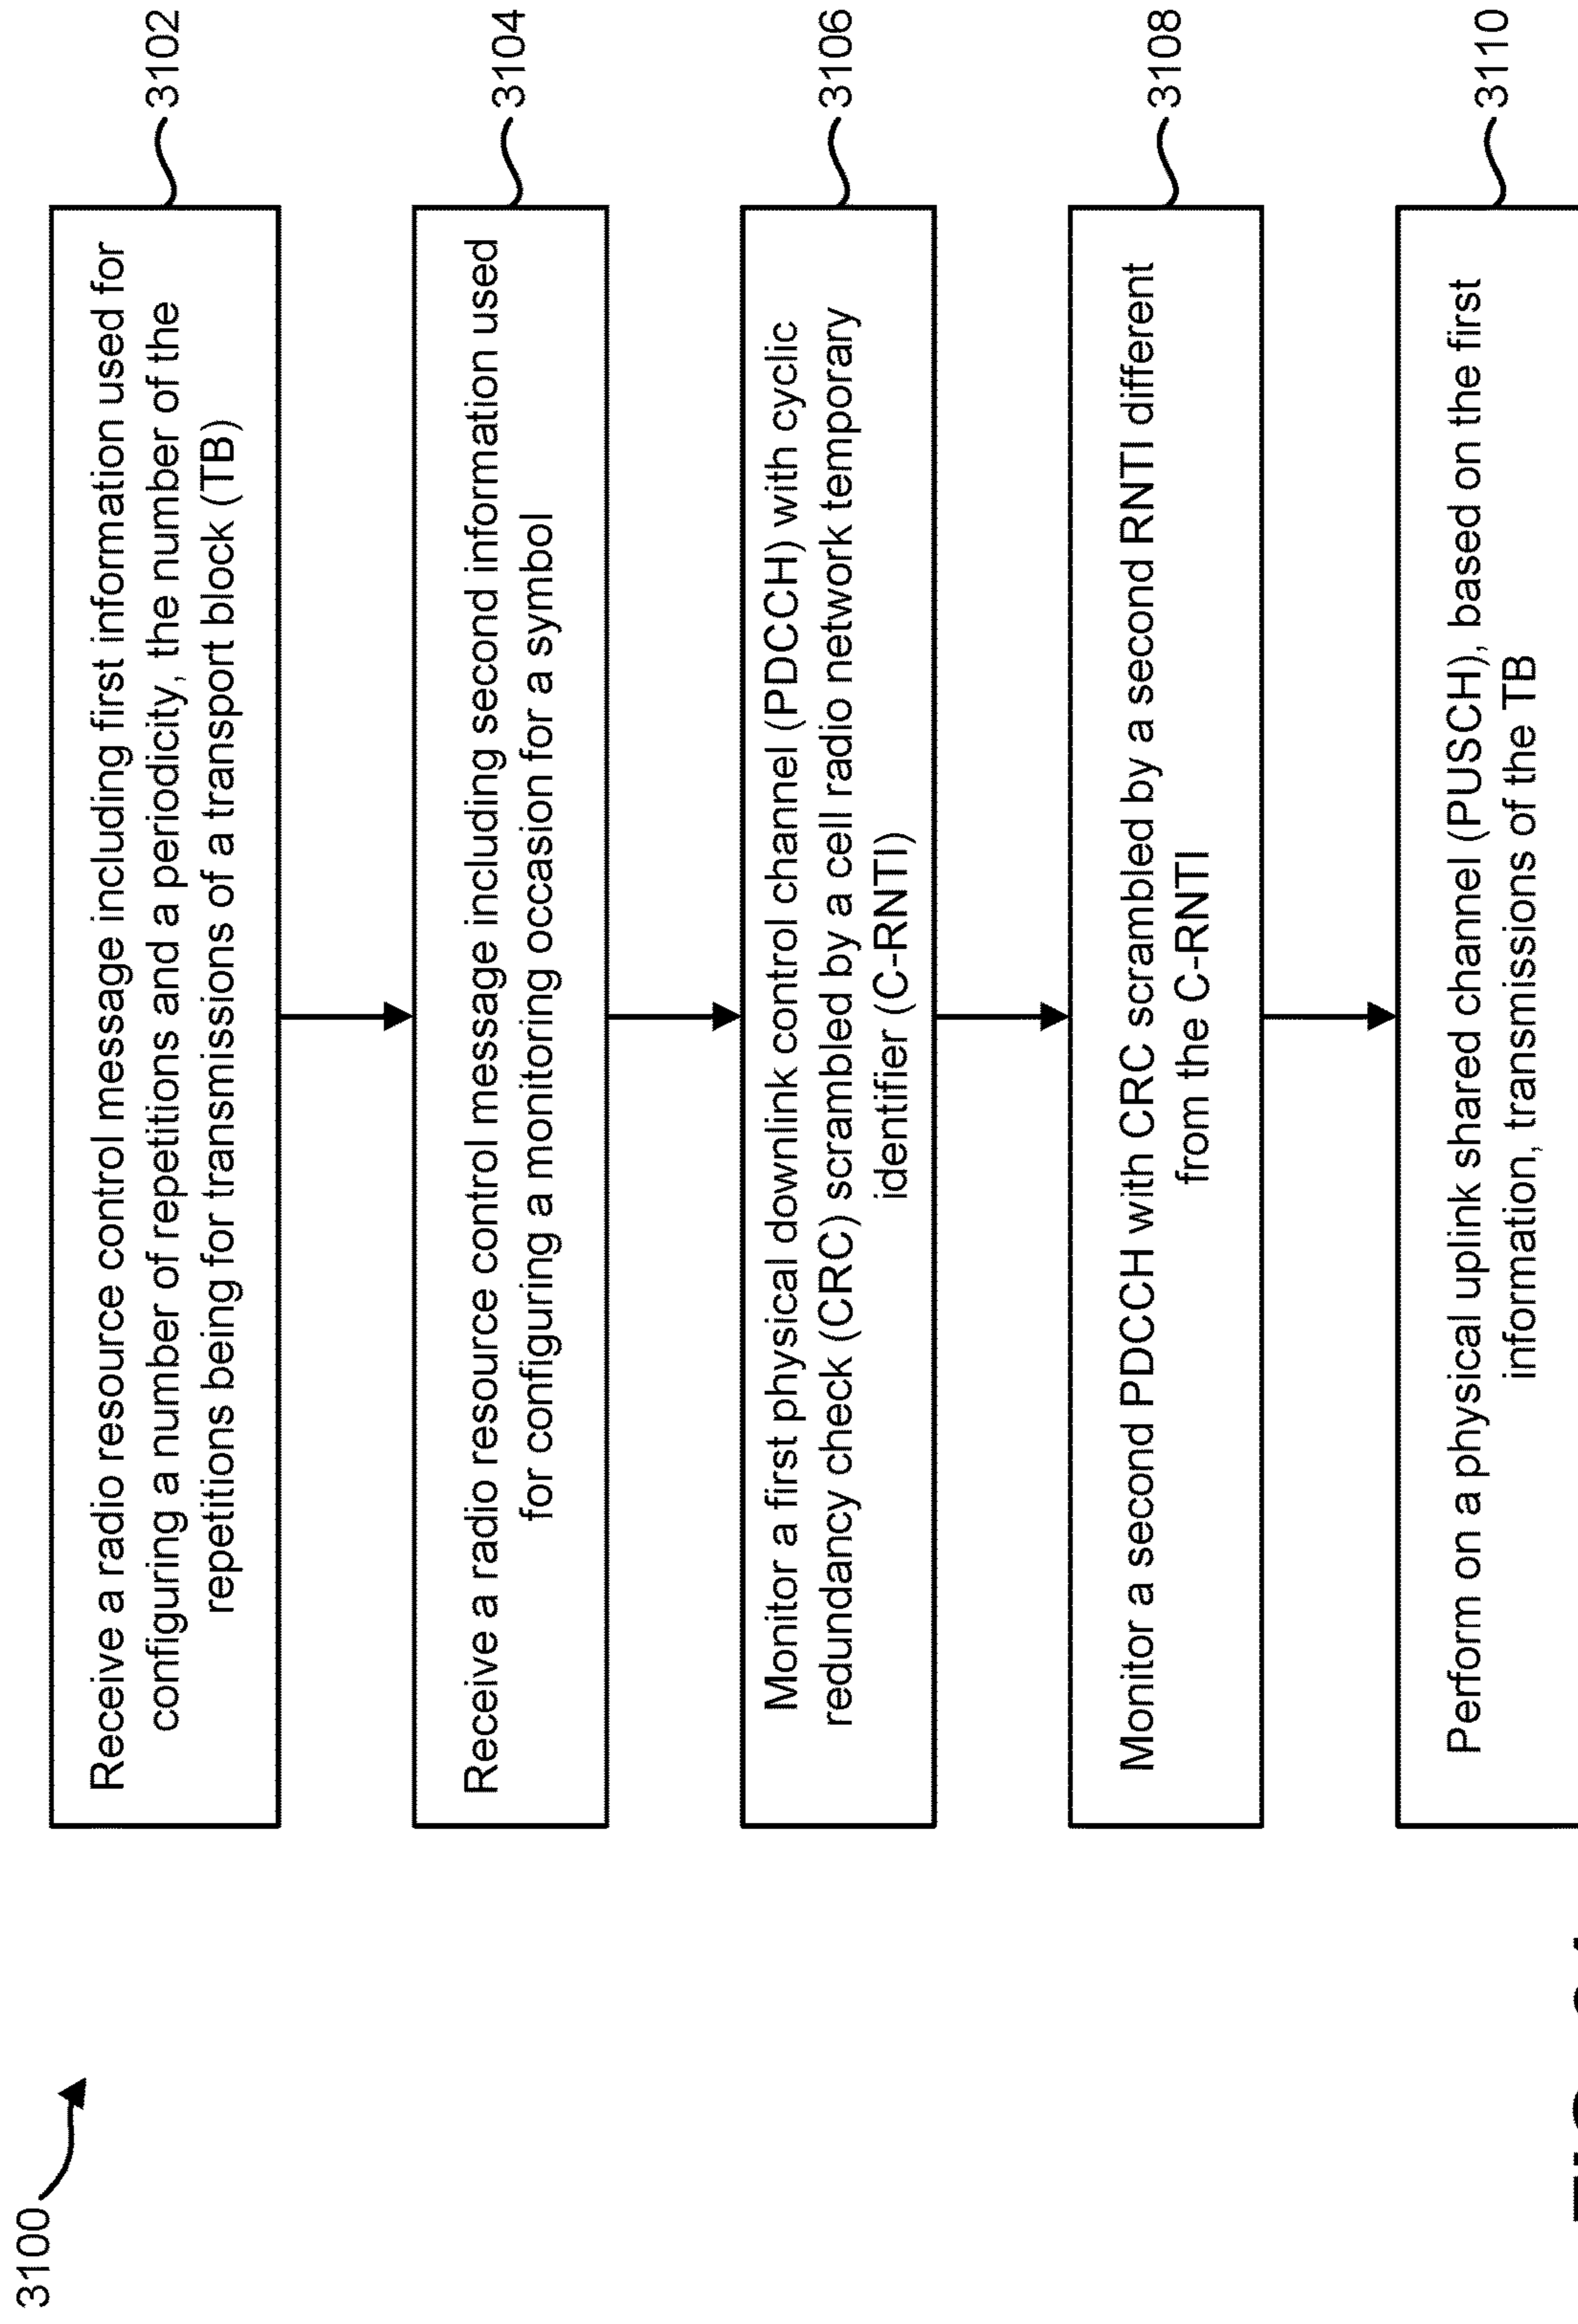 3100
Receive a radio resource control message including first information used for
configuring a number of repetitions and a periodicity, the number of the
repetitions being for transmissions of a transport block (TB)
3102
Receive a radio resource control message including second information used
for configuring a monitoring occasion for a symbol
3104
Monitor a first physical downlink control channel (PDCCH) with cyclic
redundancy check (CRC) scrambled by a cell radio network temporary
identifier (C-RNTI)
3106
Monitor a second PDCCH with CRC scrambled by a second RNTI different
from the C-RNTI
3108
Perform on a physical uplink shared channel (PUSCH), based on the first
information, transmissions of the TB
3110